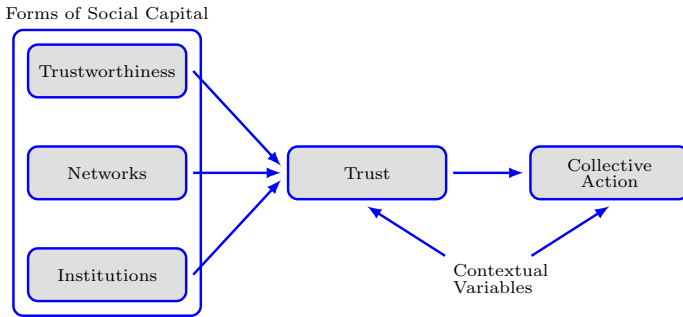 Forms of Social Capital
Trustworthiness
Networks
Institutions
Trust
Collective
Action
Contextual
Variables